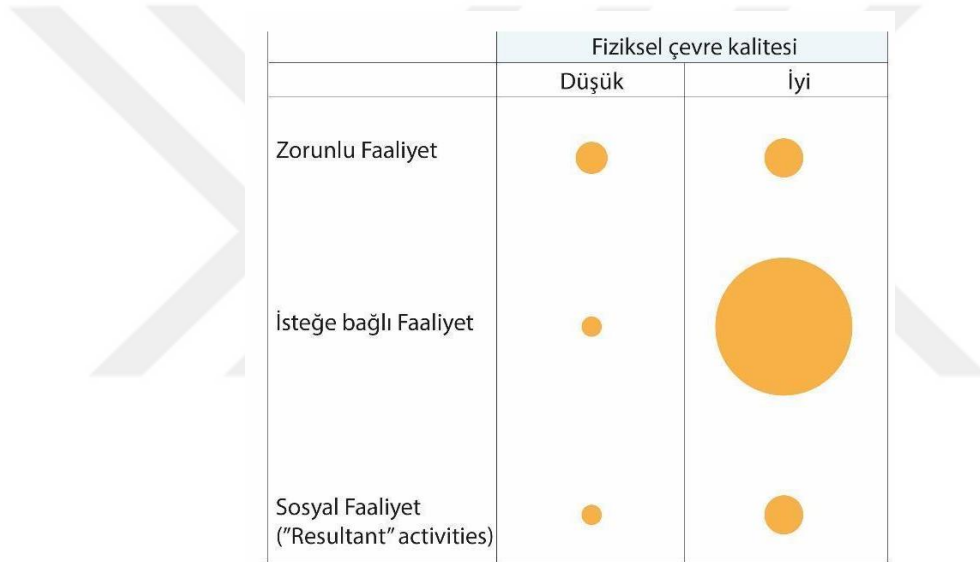 Fiziksel çevre kalitesi
Düşük İyi
Zorunlu Faaliyet
İsteğe bağlı Faaliyet
Sosyal Faaliyet
(”Resultant” activities)